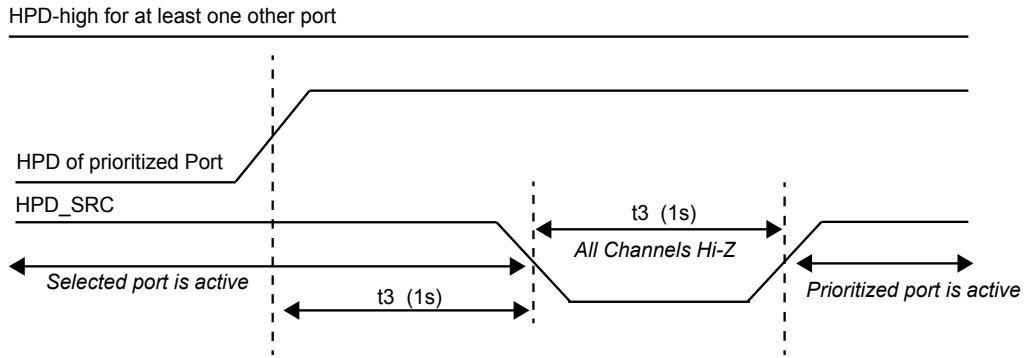 HPD-high for at least one other port
HPD of prioritized Port
HPD_SRC
t3 (1s)
All Channels Hi-Z
Selected port is active
t3 (1s)
Prioritized port is active